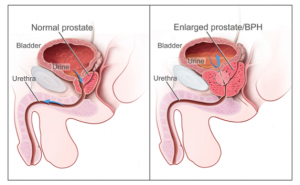 Normal prostate
Bladder
Urine
Urethra
Enlarged prostate/BPH
Bladder
Urine
Urethra